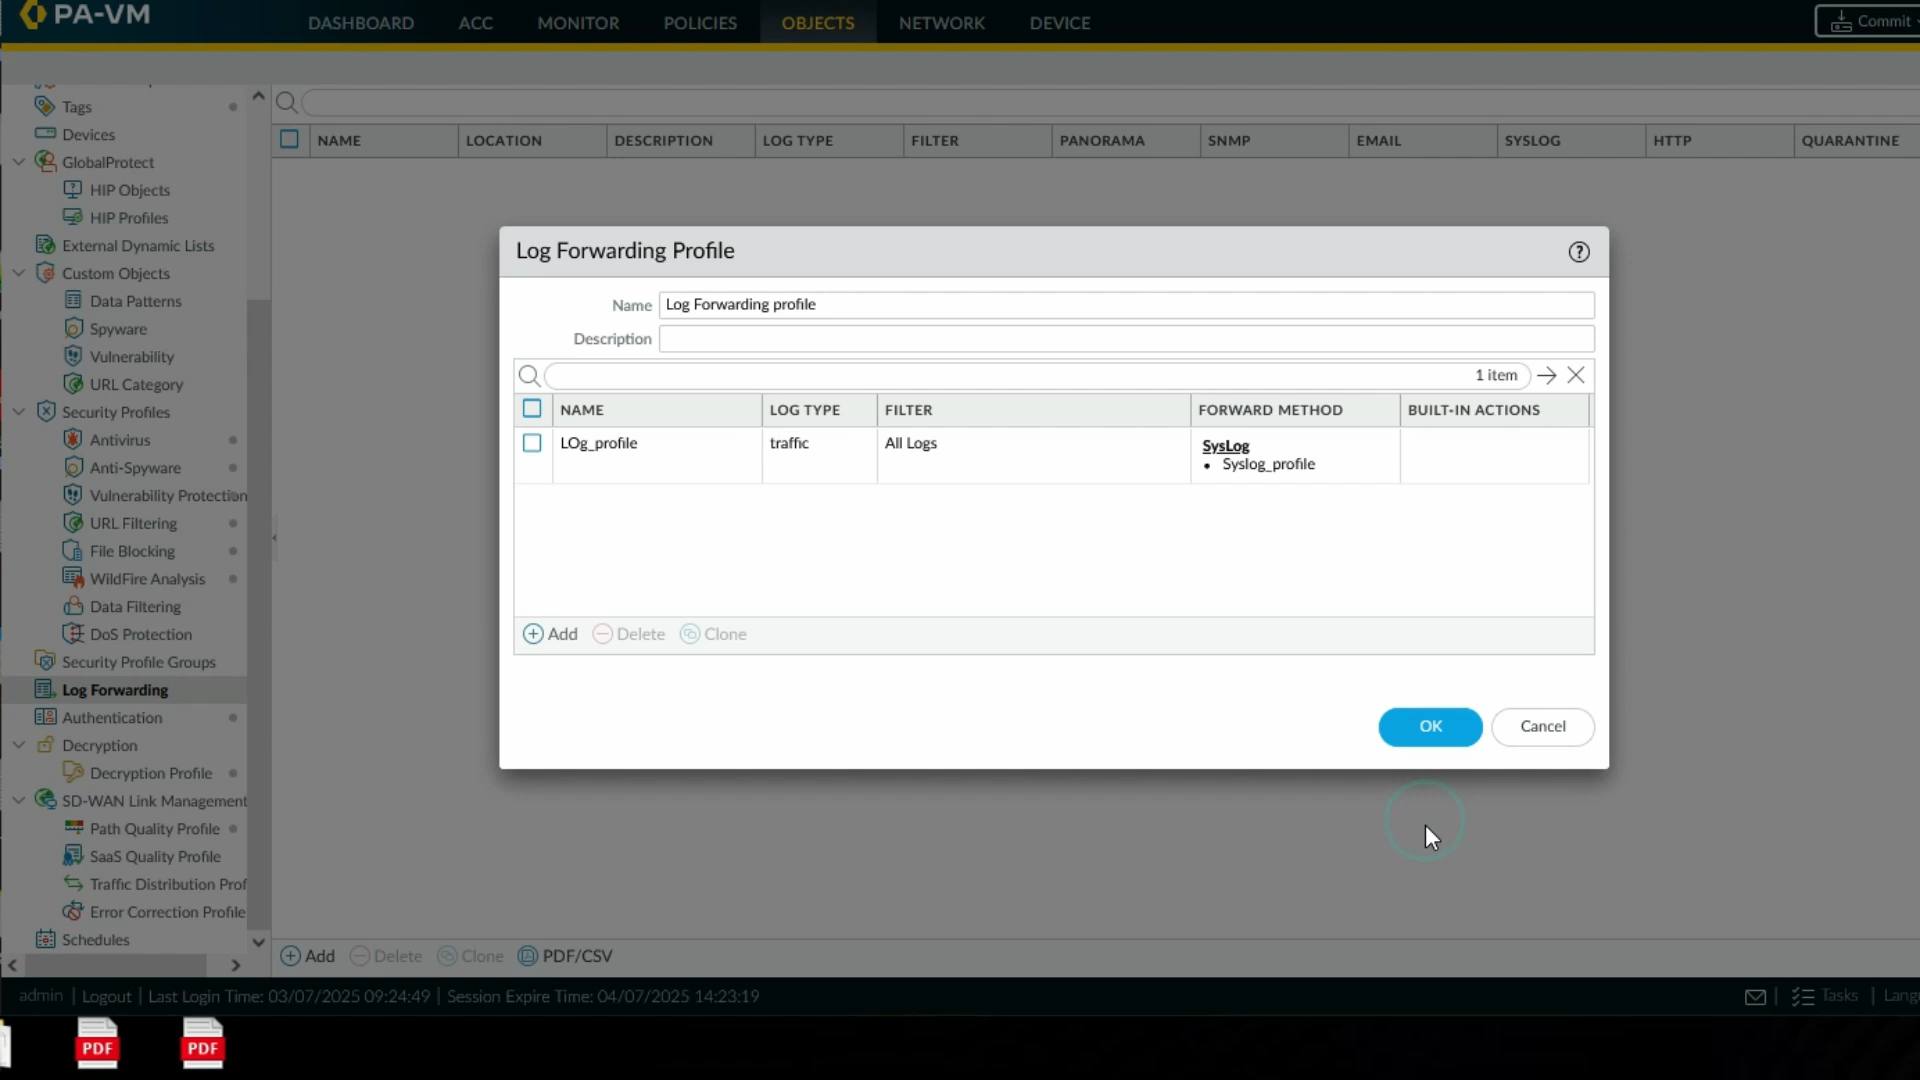 PA-VM
DASHBOARD ACC MONITOR POLICIES OBJECTS NETWORK DEVICE Commit
Tags
Devices
GlobalProtect
HIP Objects
HIP Profiles
External Dynamic Lists
Custom Objects
Data Patterns
Spyware
Vulnerability
URL Category
Security Profiles
Antivirus
Anti-Spyware
Vulnerability Protection
URL Filtering
File Blocking
WildFire Analysis
Data Filtering
DoS Protection
Security Profile Groups
Log Forwarding
Authentication
Decryption
Decryption Profile
SD-WAN Link Management
Path Quality Profile
SaaS Quality Profile
Traffic Distribution Prof
Error Correction Profile
Schedules
NAME LOCATION DESCRIPTION LOG TYPE FILTER PANORAMA SNMP EMAIL SYSLOG HTTP QUARANTINE
Log Forwarding Profile
Name Log Forwarding profile
Description
1 item
NAME LOG TYPE FILTER FORWARD METHOD BUILT-IN ACTIONS
LOg_profile traffic All Logs SysLog
• Syslog_profile
Add Delete Clone
OK Cancel
Add Delete Clone PDF/CSV
admin | Logout | Last Login Time: 03/07/2025 09:24:49 | Session Expire Time: 04/07/2025 14:23:19 | Tasks | Langu
PDF PDF